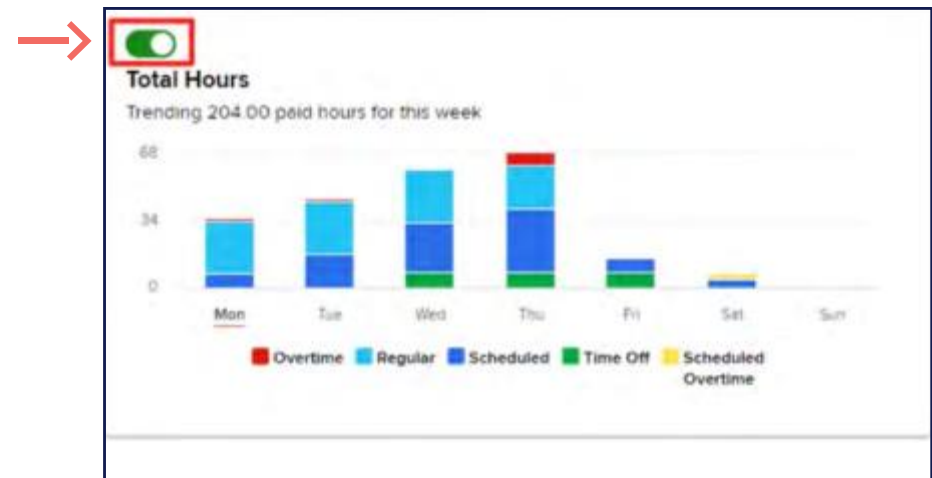 Total Hours
Trending 204.00 paid hours for this week
68
34
0
Mon Tue Wed Thu Fri Sat Sun
Overtime Regular Scheduled Time Off Scheduled
Overtime